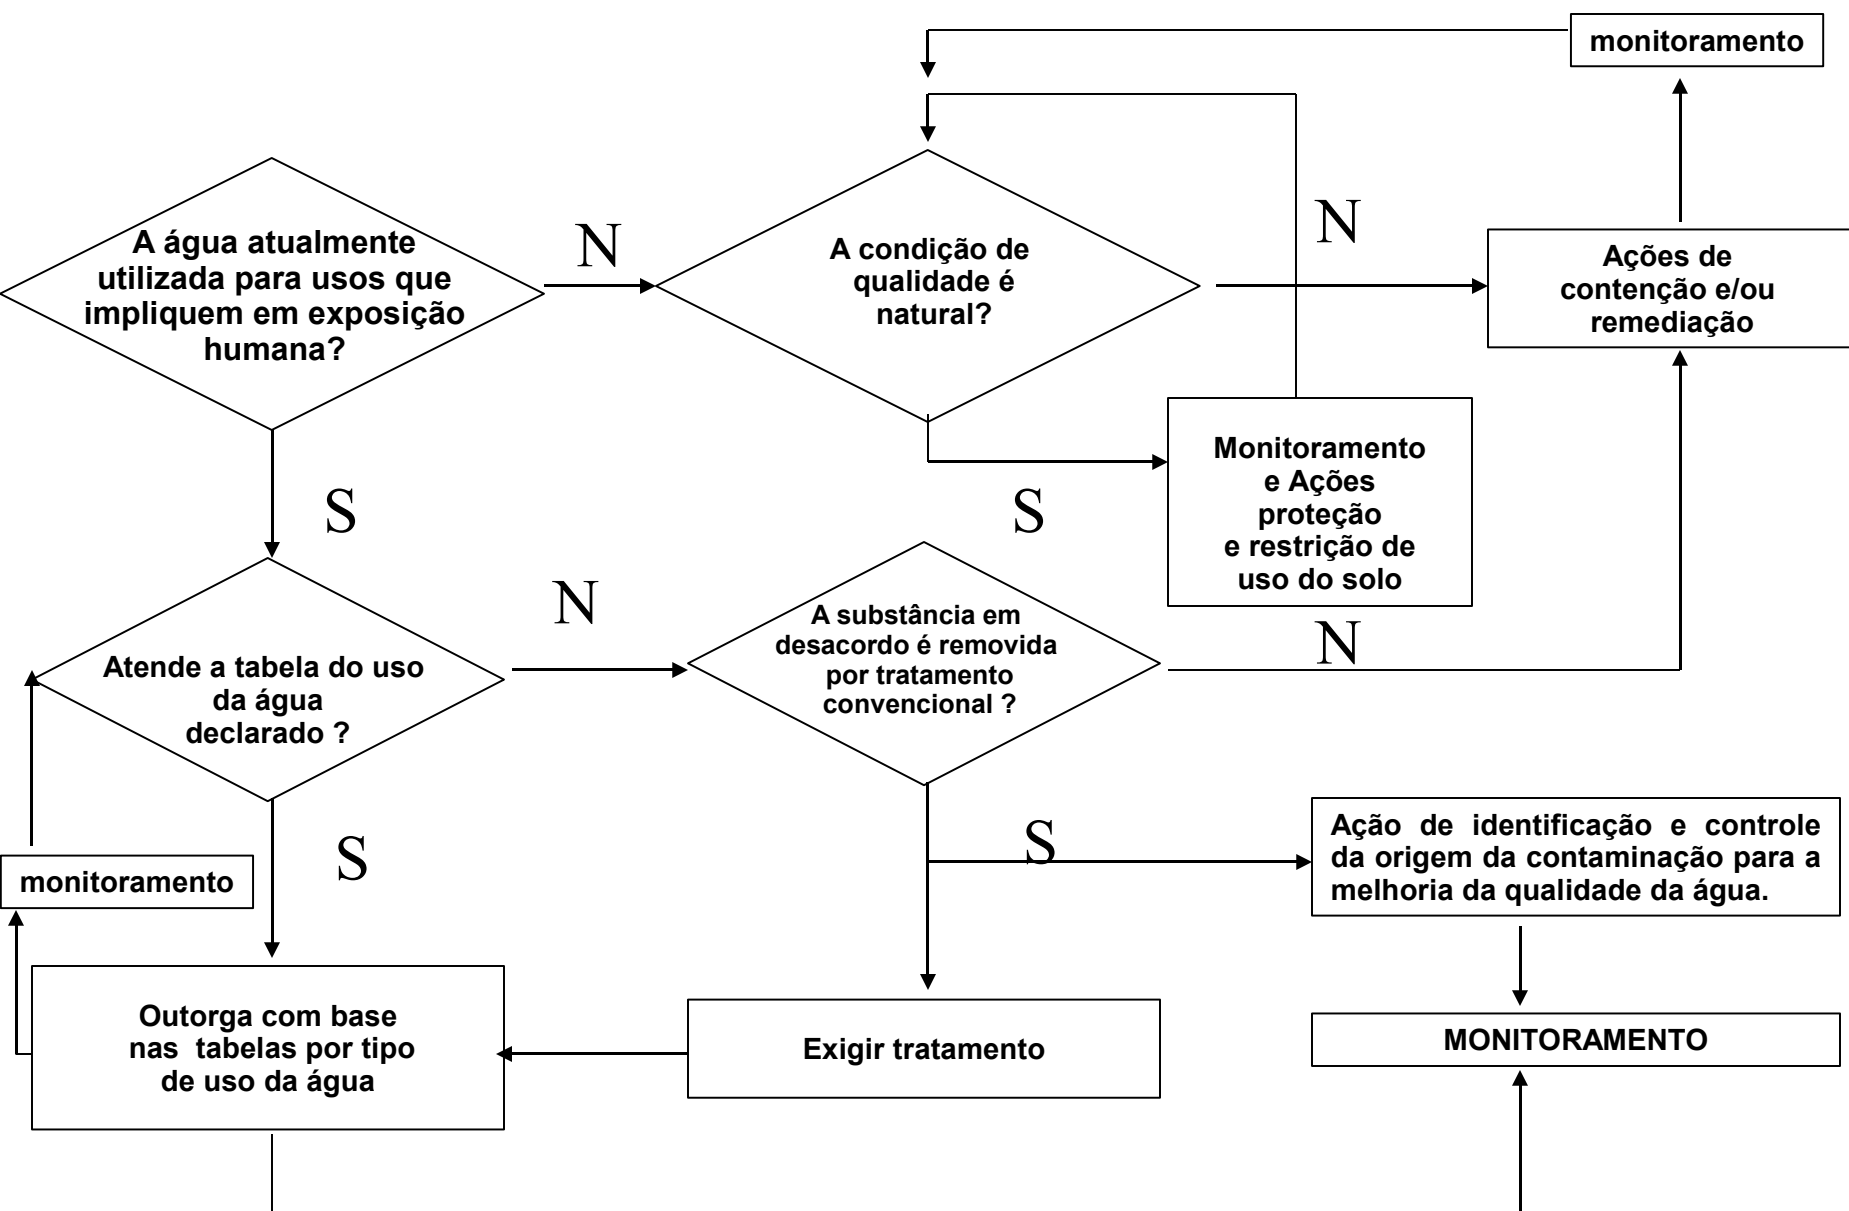 monitoramento
A água atualmente
utilizada para usos que
impliquem em exposição
humana?
N
A condição de
qualidade é
natural?
N
Ações de
contenção e/ou
remediação
S
S
Monitoramento
e Ações
proteção
e restrição de
uso do solo
Atende a tabela do uso
da água
declarado ?
N
A substância em
desacordo é removida
por tratamento
convencional ?
N
monitoramento
S
S
Ação de identificação e controle
da origem da contaminação para a
melhoria da qualidade da água.
Outorga com base
nas tabelas por tipo
de uso da água
Exigir tratamento
MONITORAMENTO